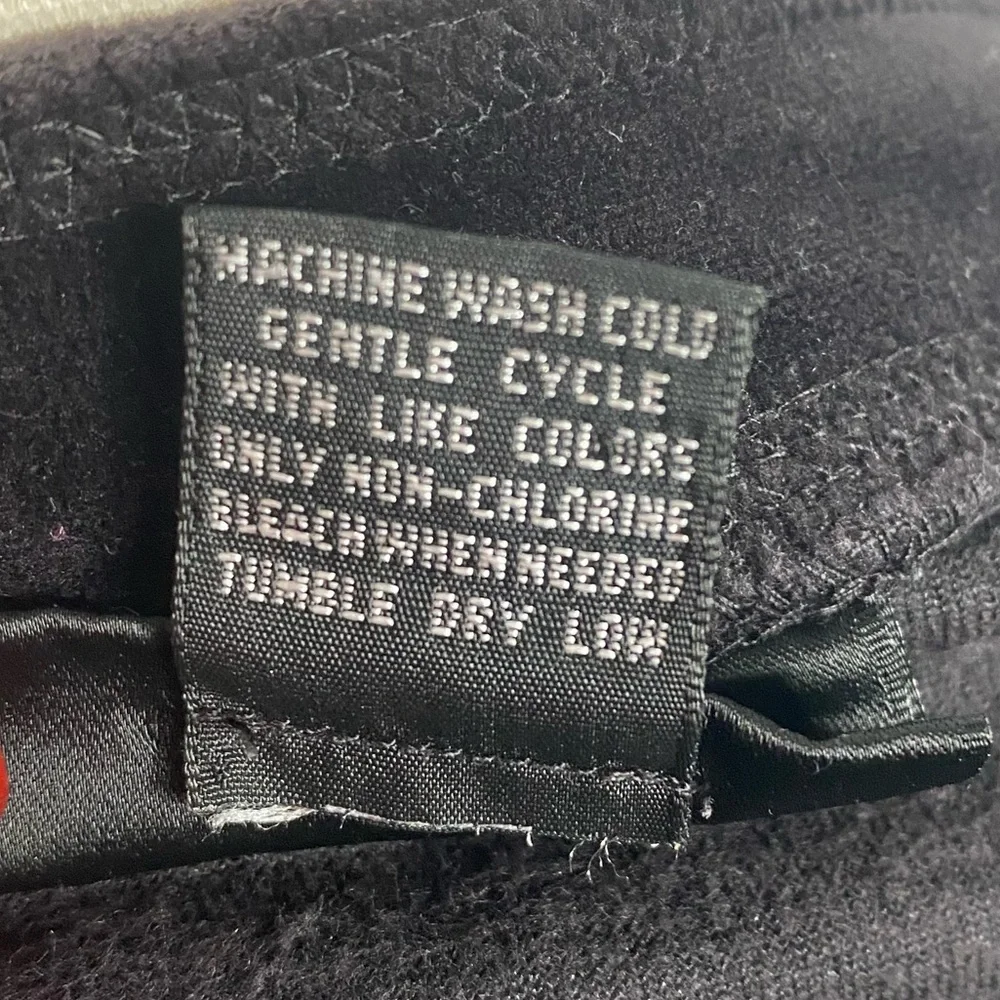 MACHINE WASH COLD
GENTLE CYCLE
WITH LIKE COLORS
ONLY NON-CHLORINE
BLEACH WHEN NEEDED
TUMBLE DRY LOW